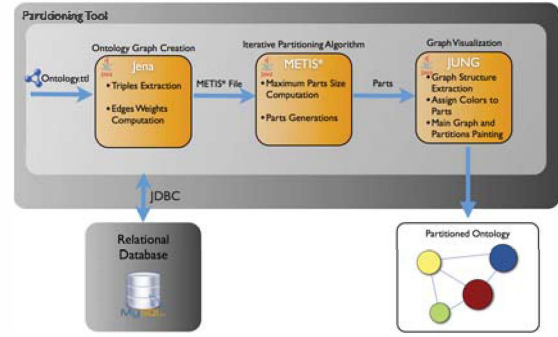 Partitioning Tool
Ontology Graph Creation
Iterative Partitioning Algorithm
Graph Visualization
Ontology.ttl
Jena
• Triples Extraction
• Edges Weights
Computation
METIS* File
METIS*
• Maximum Parts Size
Computation
• Parts Generations
Parts
JUNG
• Graph Structure
Extraction
• Assign Colors to
Parts
• Main Graph and
Partitions Painting
JDBC
Relational
Database
MySQL
Partitioned Ontology